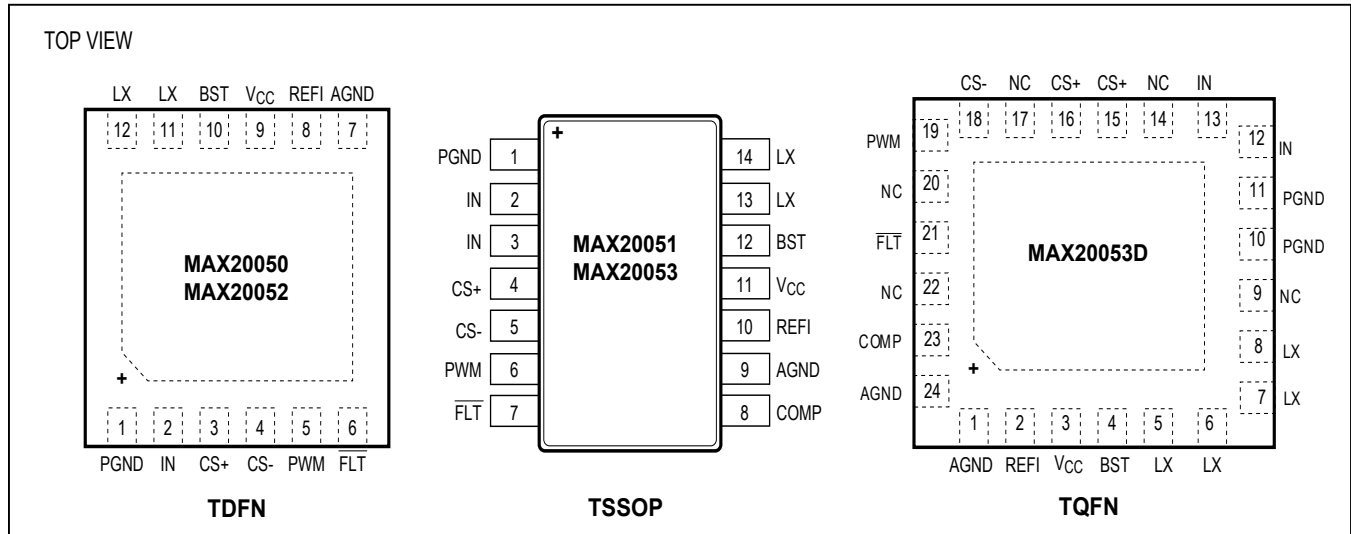 TOP VIEW
LX LX BST VCC REFI AGND
12 11 10 9 8 7
MAX20050
MAX20052
+
1 2 3 4 5 6
PGND IN CS+ CS- PWM FLT
TDFN
+
PGND 1 14 LX
IN 2 13 LX
IN 3 12 BST
CS+ 4 11 VCC
CS- 5 10 REFI
PWM 6 9 AGND
FLT 7 8 COMP
MAX20051
MAX20053
TSSOP
CS- NC CS+ CS+ NC IN
18 17 16 15 14 13
PWM 19 12 IN
NC 20 11 PGND
FLT 21 10 PGND
NC 22 9 NC
COMP 23 8 LX
AGND 24 7 LX
MAX20053D
+
1 2 3 4 5 6
AGND REFI VCC BST LX LX
TQFN